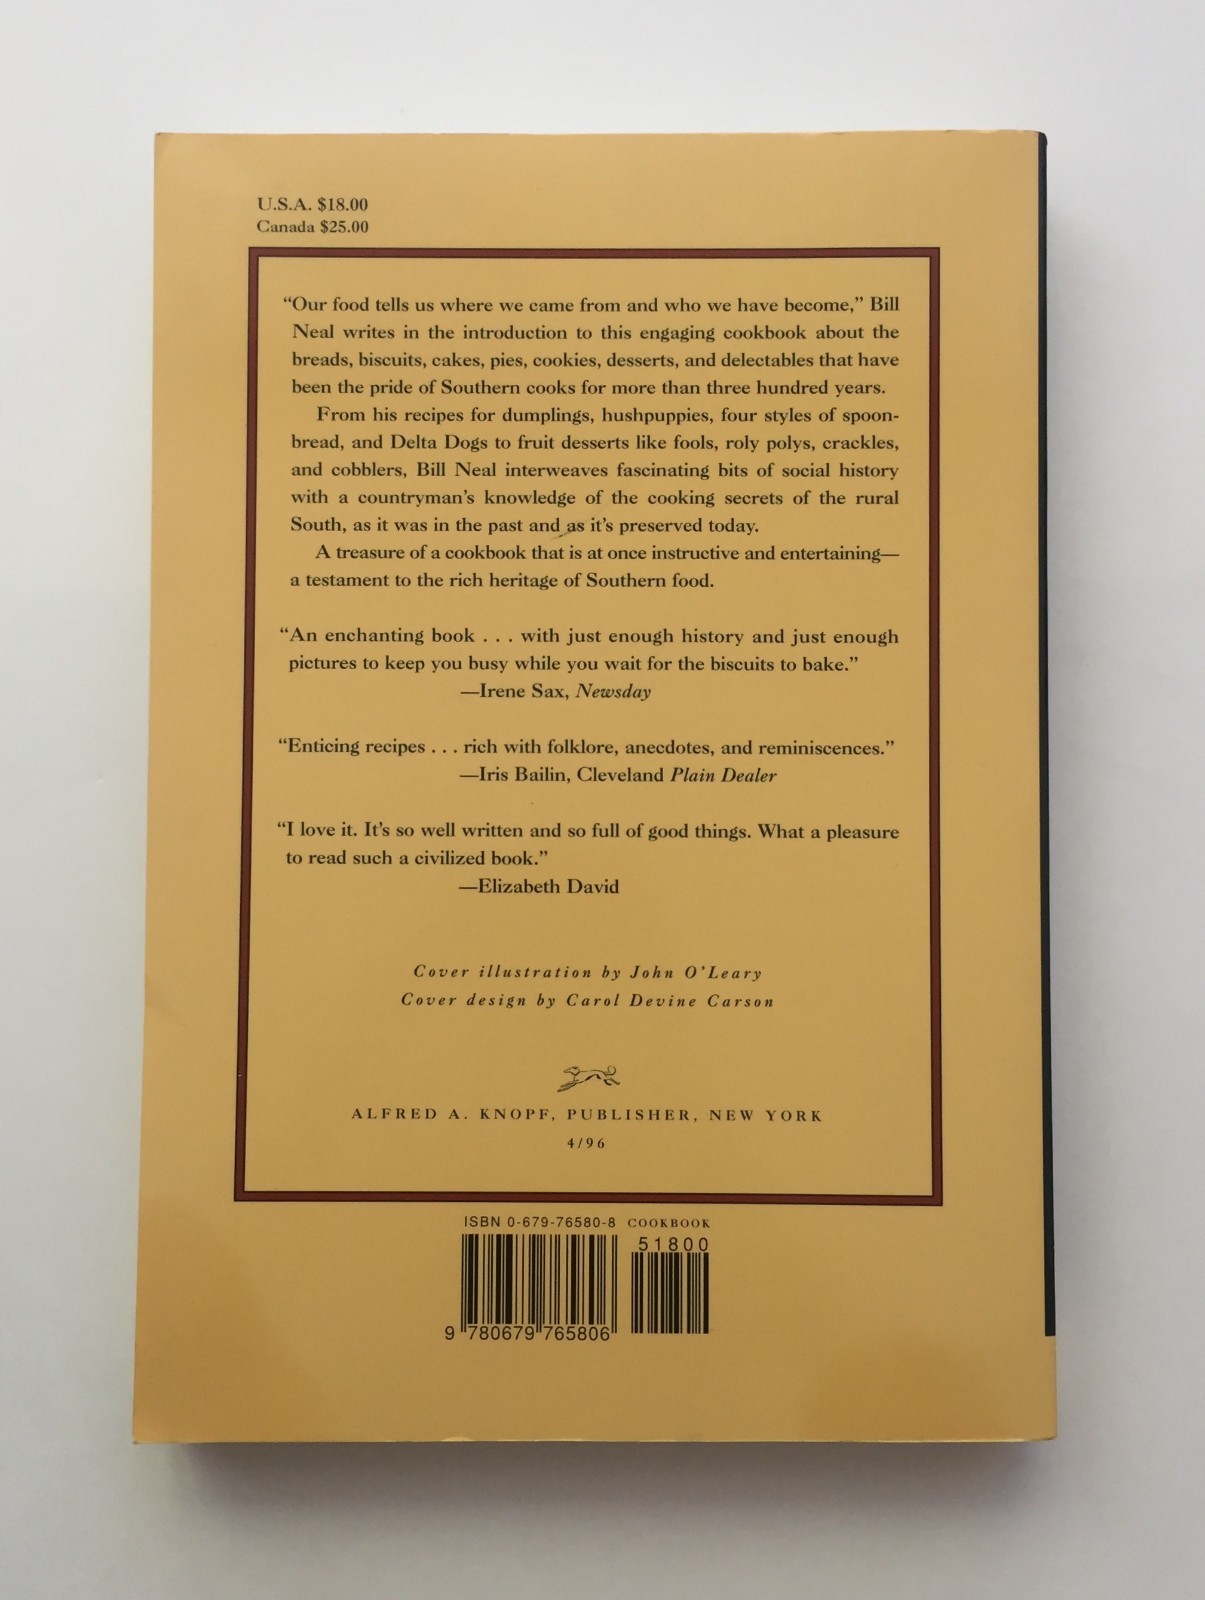 U.S.A. $18.00
Canada $25.00
“Our food tells us where we came from and who we have become,” Bill
Neal writes in the introduction to this engaging cookbook about the
breads, biscuits, cakes, pies, cookies, desserts, and delectables that have
been the pride of Southern cooks for more than three hundred years.
From his recipes for dumplings, hushpuppies, four styles of spoon-
bread, and Delta Dogs to fruit desserts like fools, roly polys, crackles,
and cobblers, Bill Neal interweaves fascinating bits of social history
with a countryman’s knowledge of the cooking secrets of the rural
South, as it was in the past and as it’s preserved today.
A treasure of a cookbook that is at once instructive and entertaining—
a testament to the rich heritage of Southern food.
“An enchanting book . . . with just enough history and just enough
pictures to keep you busy while you wait for the biscuits to bake.”
—Irene Sax, Newsday
“Enticing recipes . . . rich with folklore, anecdotes, and reminiscences.”
—Iris Bailin, Cleveland Plain Dealer
“I love it. It’s so well written and so full of good things. What a pleasure
to read such a civilized book.”
—Elizabeth David
Cover illustration by John O’Leary
Cover design by Carol Devine Carson
ALFRED A. KNOPF, PUBLISHER, NEW YORK
4/96
ISBN 0-679-76580-8 COOKBOOK
51800
9 780679 765806